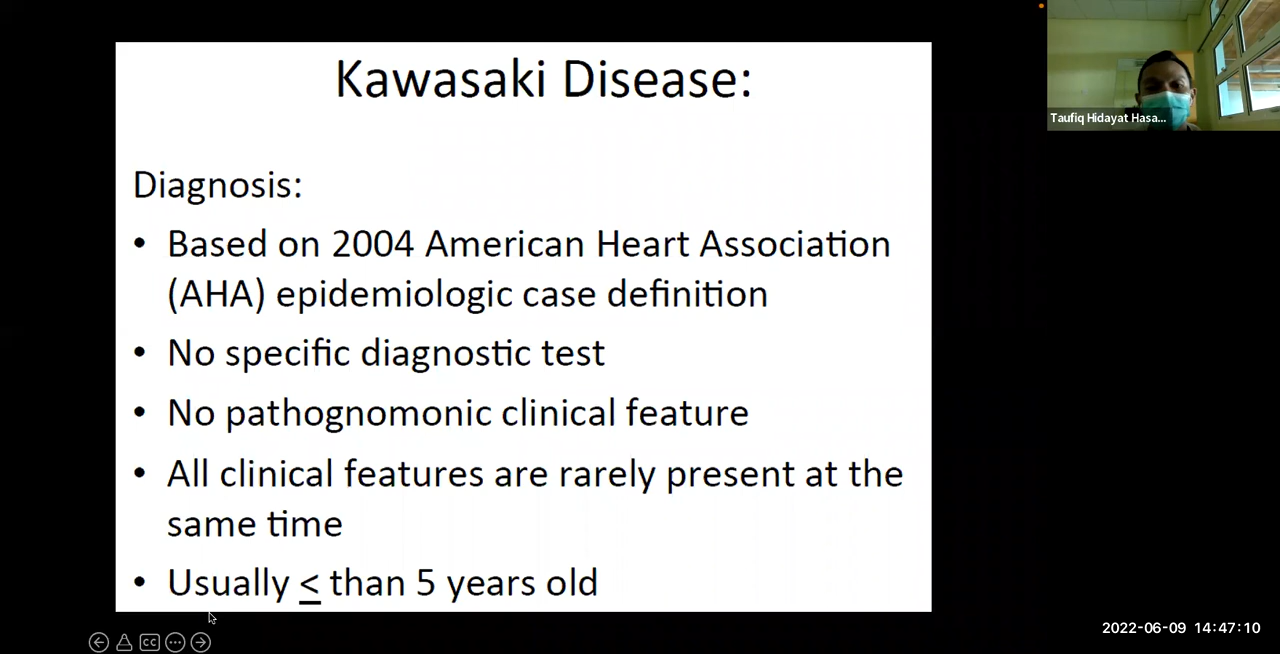 Kawasaki Disease:
Diagnosis:
• Based on 2004 American Heart Association
(AHA) epidemiologic case definition
• No specific diagnostic test
• No pathognomonic clinical feature
• All clinical features are rarely present at the
same time
• Usually < than 5 years old
Taufiq Hidayat Hasa...
CC
2022-06-09 14:47:10